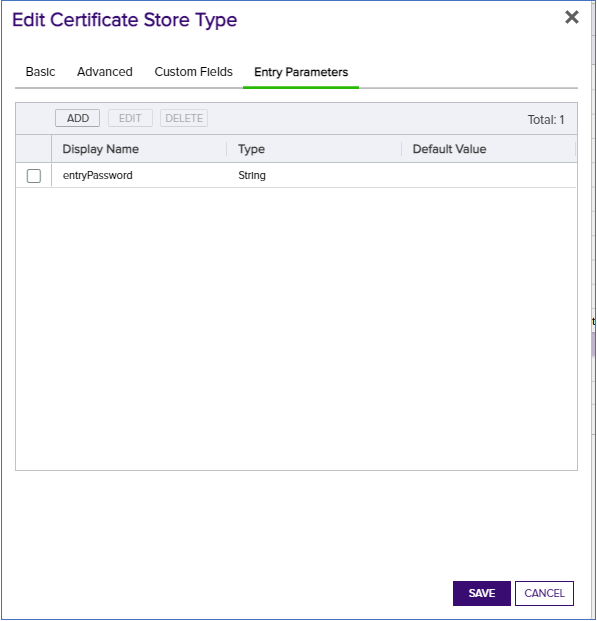 Edit Certificate Store Type
Basic Advanced Custom Fields Entry Parameters
ADD EDIT DELETE Total: 1
Display Name Type Default Value
entryPassword String
SAVE CANCEL